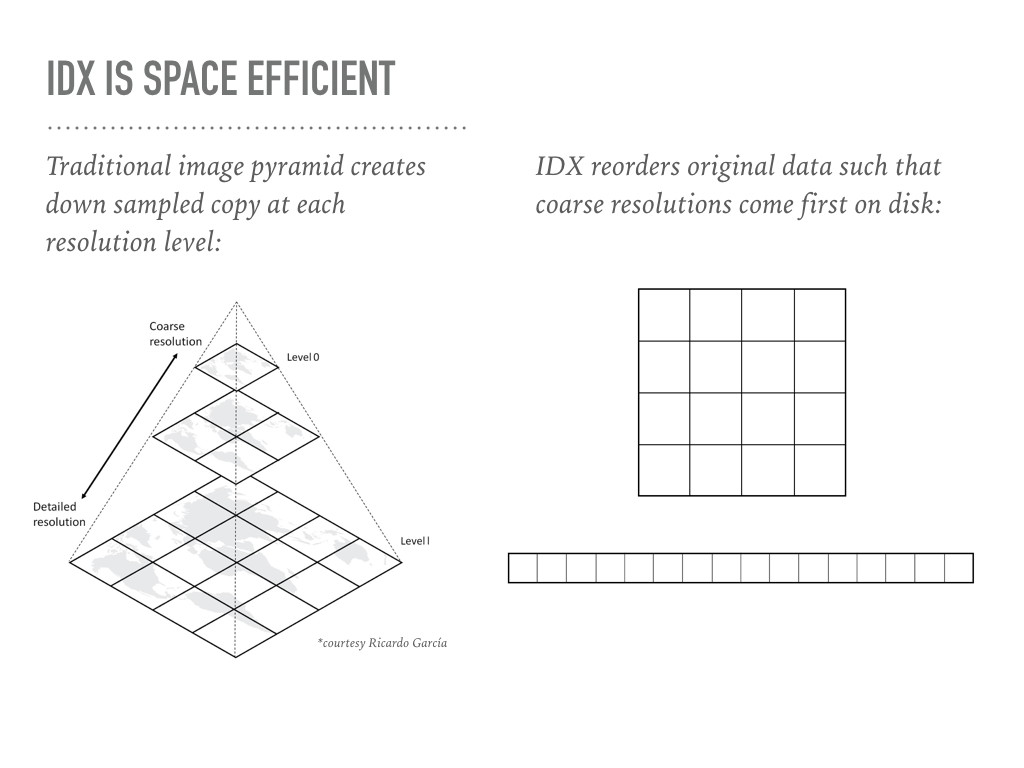 IDX IS SPACE EFFICIENT
Traditional image pyramid creates
down sampled copy at each
resolution level:
IDX reorders original data such that
coarse resolutions come first on disk:
Coarse
resolution
Level 0
Detailed
resolution
Level l
*courtesy Ricardo García